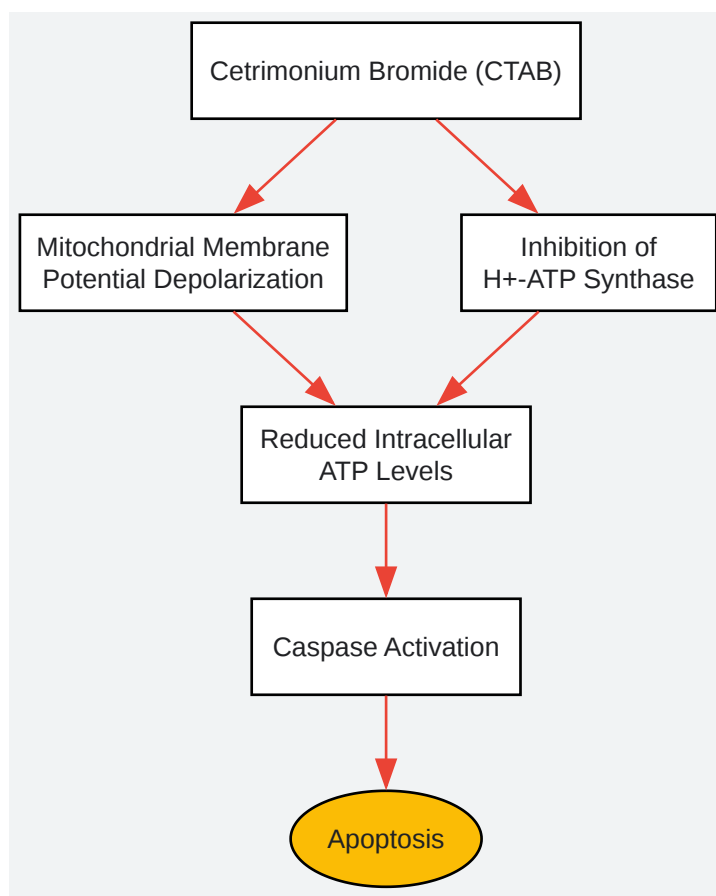 Cetrimonium Bromide (CTAB)
Mitochondrial Membrane
Potential Depolarization
Inhibition of
H+-ATP Synthase
Reduced Intracellular
ATP Levels
Caspase Activation
Apoptosis